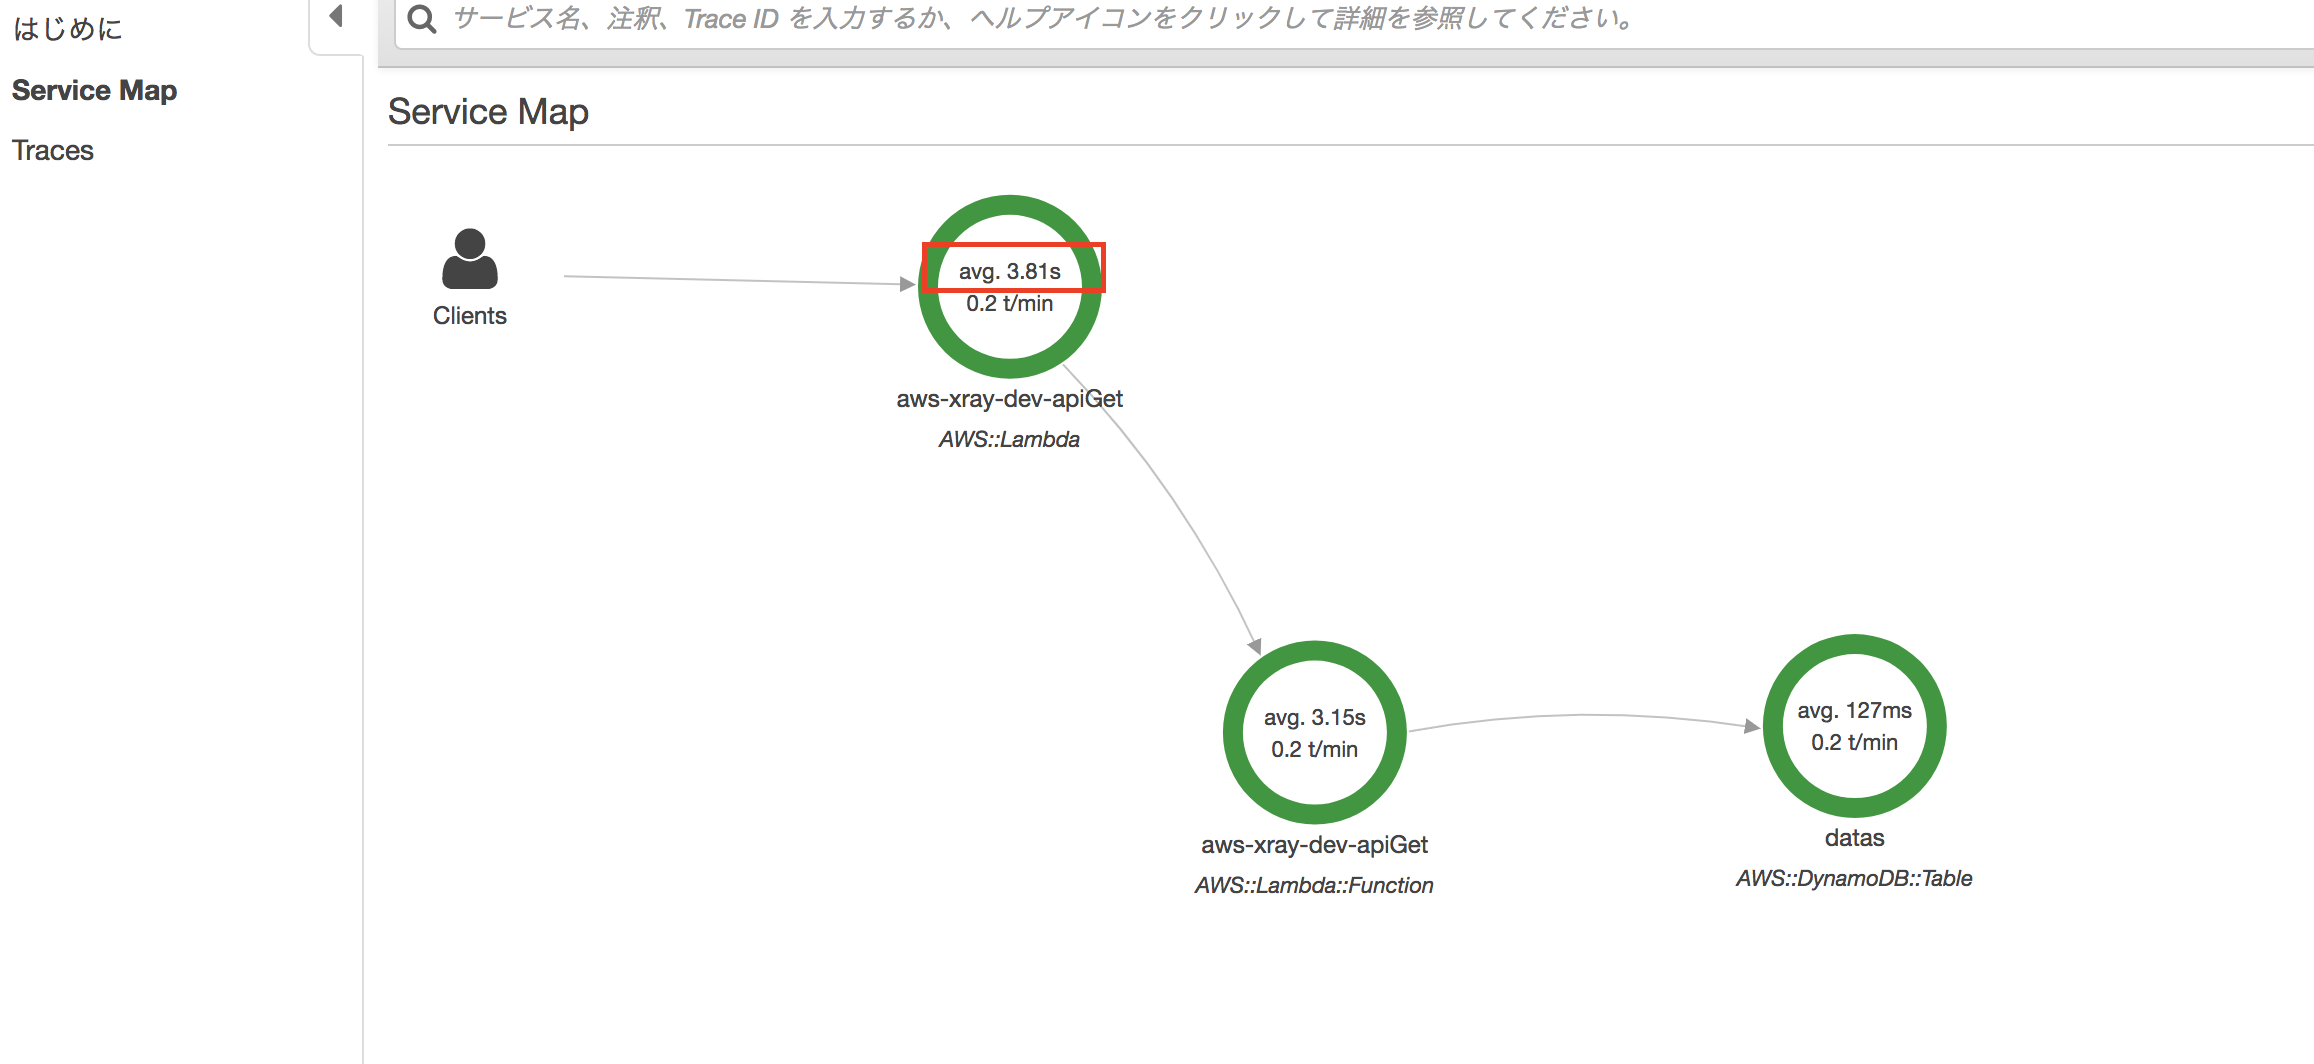 はじめに
Service Map
Traces
サービス名、注釈、Trace ID を入力するか、ヘルプアイコンをクリックして詳細を参照してください。
Service Map
Clients
avg. 3.81s
0.2 t/min
aws-xray-dev-apiGet
AWS::Lambda
avg. 3.15s
0.2 t/min
aws-xray-dev-apiGet
AWS::Lambda::Function
avg. 127ms
0.2 t/min
datas
AWS::DynamoDB::Table